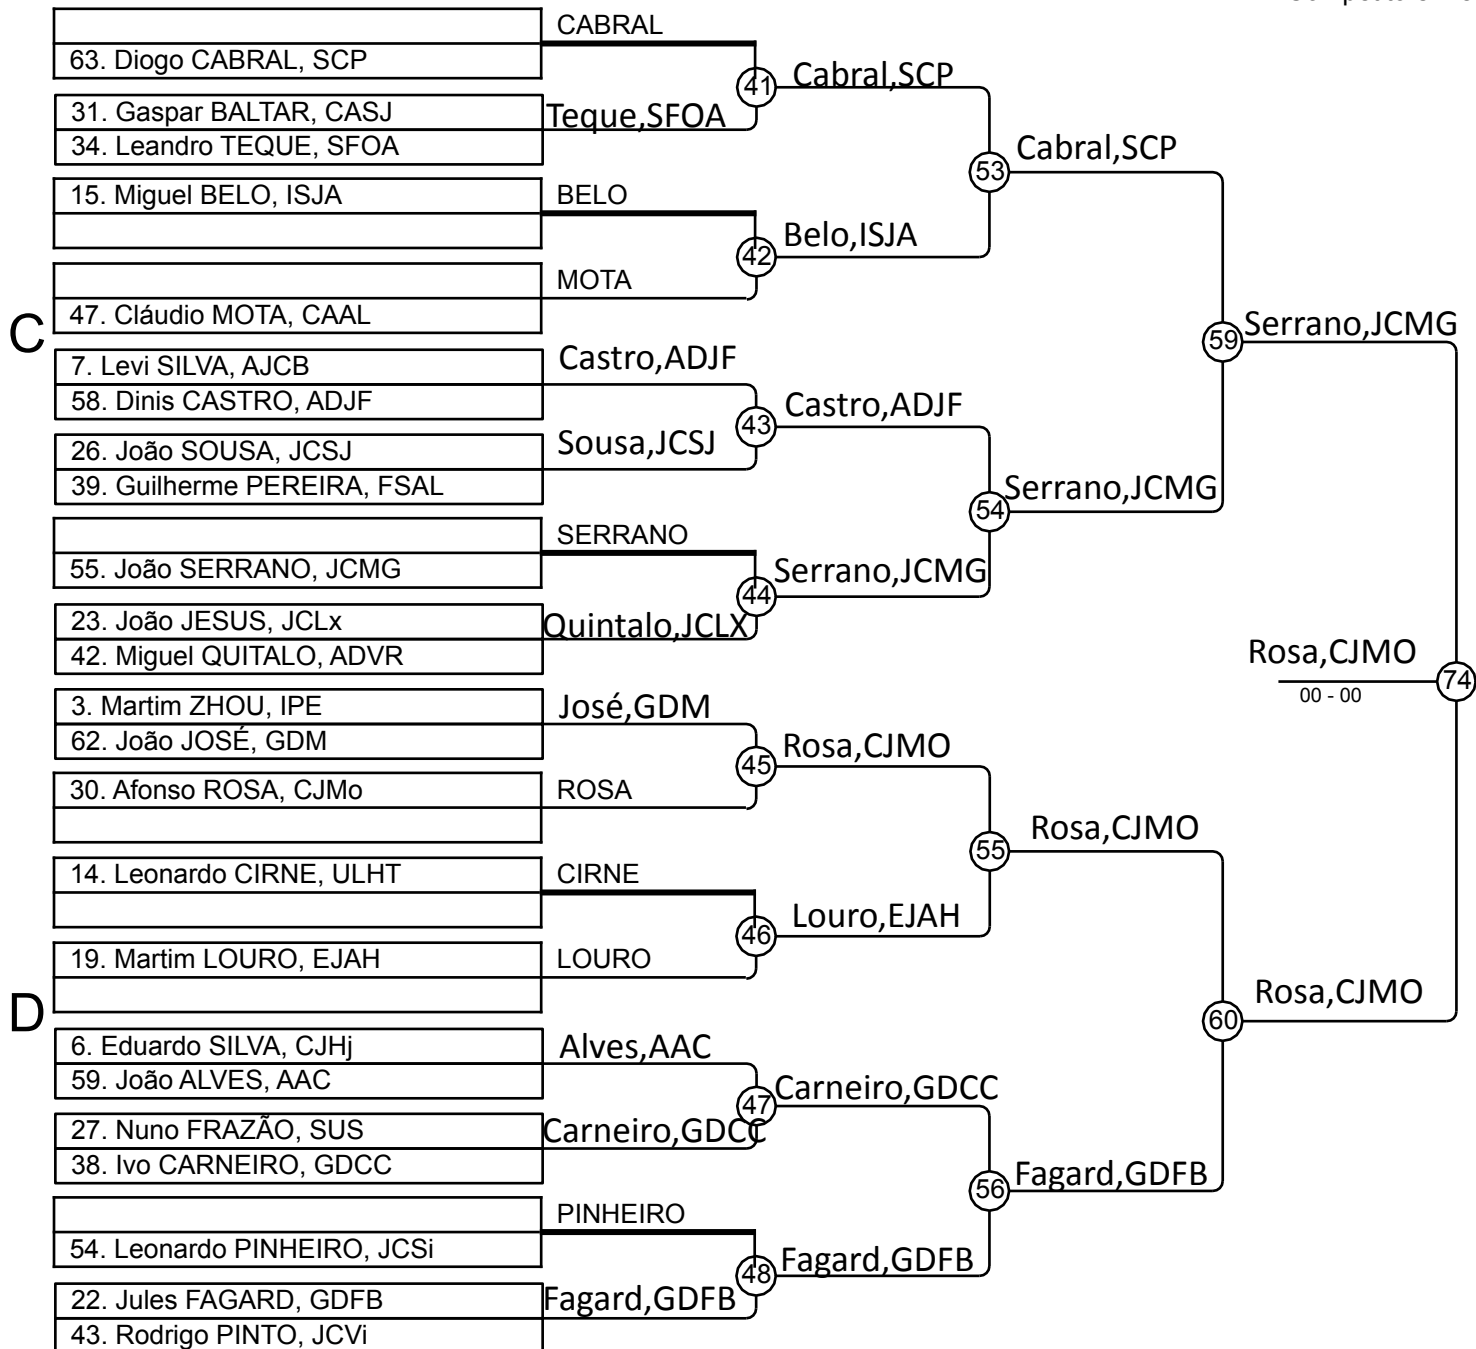 CABRAL
63. Diogo CABRAL, SCP
41
Cabral,SCP
31. Gaspar BALTAR, CASJ
Teque,SFOA
34. Leandro TEQUE, SFOA
53
Cabral,SCP
15. Miguel BELO, ISJA
BELO
42
Belo,ISJA
MOTA
47. Cláudio MOTA, CAAL
C
59
Serrano,JCMG
7. Levi SILVA, AJCB
Castro,ADJF
58. Dinis CASTRO, ADJF
43
Castro,ADJF
26. João SOUSA, JCSJ
Sousa,JCSJ
39. Guilherme PEREIRA, FSAL
54
Serrano,JCMG
SERRANO
55. João SERRANO, JCMG
44
Serrano,JCMG
23. João JESUS, JCLx
Quintalo,JCLX
42. Miguel QUITALO, ADVR
Rosa,CJMO
74
00 - 00
3. Martim ZHOU, IPE
José,GDM
62. João JOSÉ, GDM
45
Rosa,CJMO
30. Afonso ROSA, CJMo
ROSA
55
Rosa,CJMO
14. Leonardo CIRNE, ULHT
CIRNE
46
Louro,EJAH
19. Martim LOURO, EJAH
LOURO
D
60
Rosa,CJMO
6. Eduardo SILVA, CJHj
Alves,AAC
59. João ALVES, AAC
47
Carneiro,GDCC
27. Nuno FRAZÃO, SUS
Carneiro,GDCC
38. Ivo CARNEIRO, GDCC
56
Fagard,GDFB
PINHEIRO
54. Leonardo PINHEIRO, JCSi
48
Fagard,GDFB
22. Jules FAGARD, GDFB
Fagard,GDFB
43. Rodrigo PINTO, JCVi